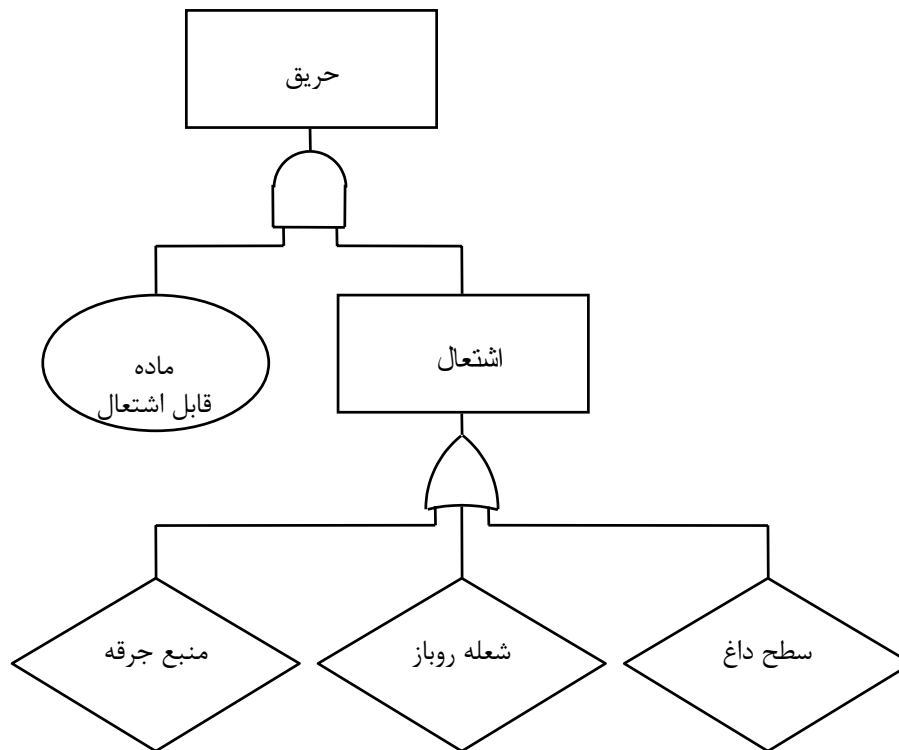 حریق
ماده
قابل اشتعال
اشتعال
منبع جرقه
شعله روباز
سطح داغ